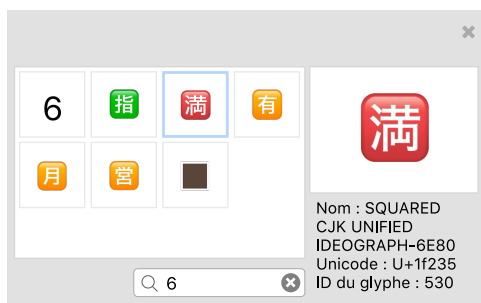 6 指 満 有
月 営
満
Nom : SQUARED
CJK UNIFIED
IDEOGRAPH-6E80
Unicode : U+1f235
ID du glyphe : 530
6